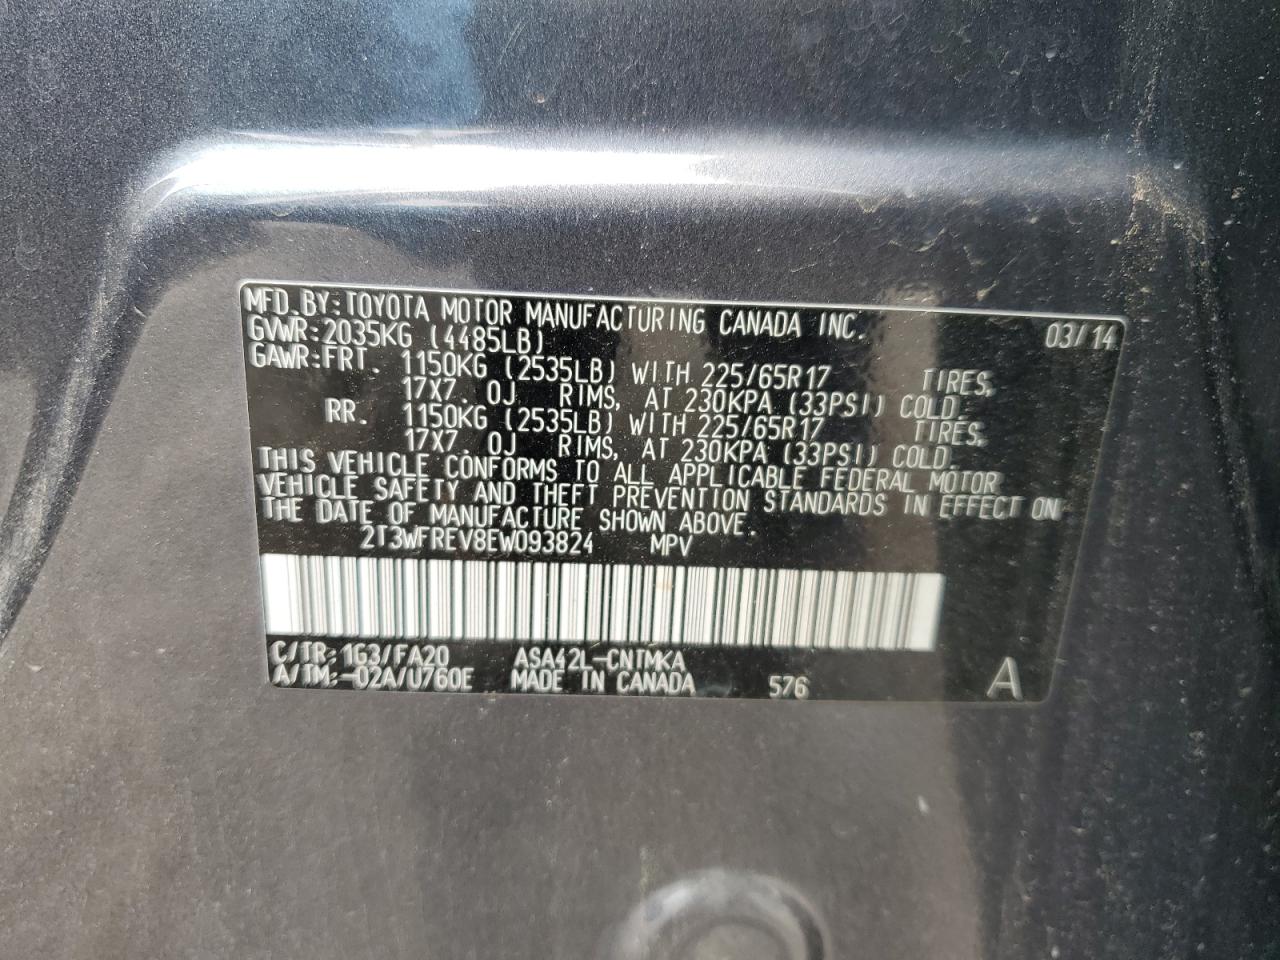 MFD.BY:TOYOTA MOTOR MANUFACTURING CANADA INC. 03/14
GVWR:2035KG (4485LB)
GAWR:FRT. 1150KG (2535LB) WITH 225/65R17 TIRES,
17X7.0J RIMS, AT 230KPA (33PSI) COLD.
RR. 1150KG (2535LB) WITH 225/65R17 TIRES,
17X7.0J RIMS, AT 230KPA (33PSI) COLD.
THIS VEHICLE CONFORMS TO ALL APPLICABLE FEDERAL MOTOR
VEHICLE SAFETY AND THEFT PREVENTION STANDARDS IN EFFECT ON
THE DATE OF MANUFACTURE SHOWN ABOVE.
2T3WFREV8EW093824 MPV
C/TR:1G3/FA20 ASA42L-CNTMKA
A/TM:-02A/U760E MADE IN CANADA 576 A